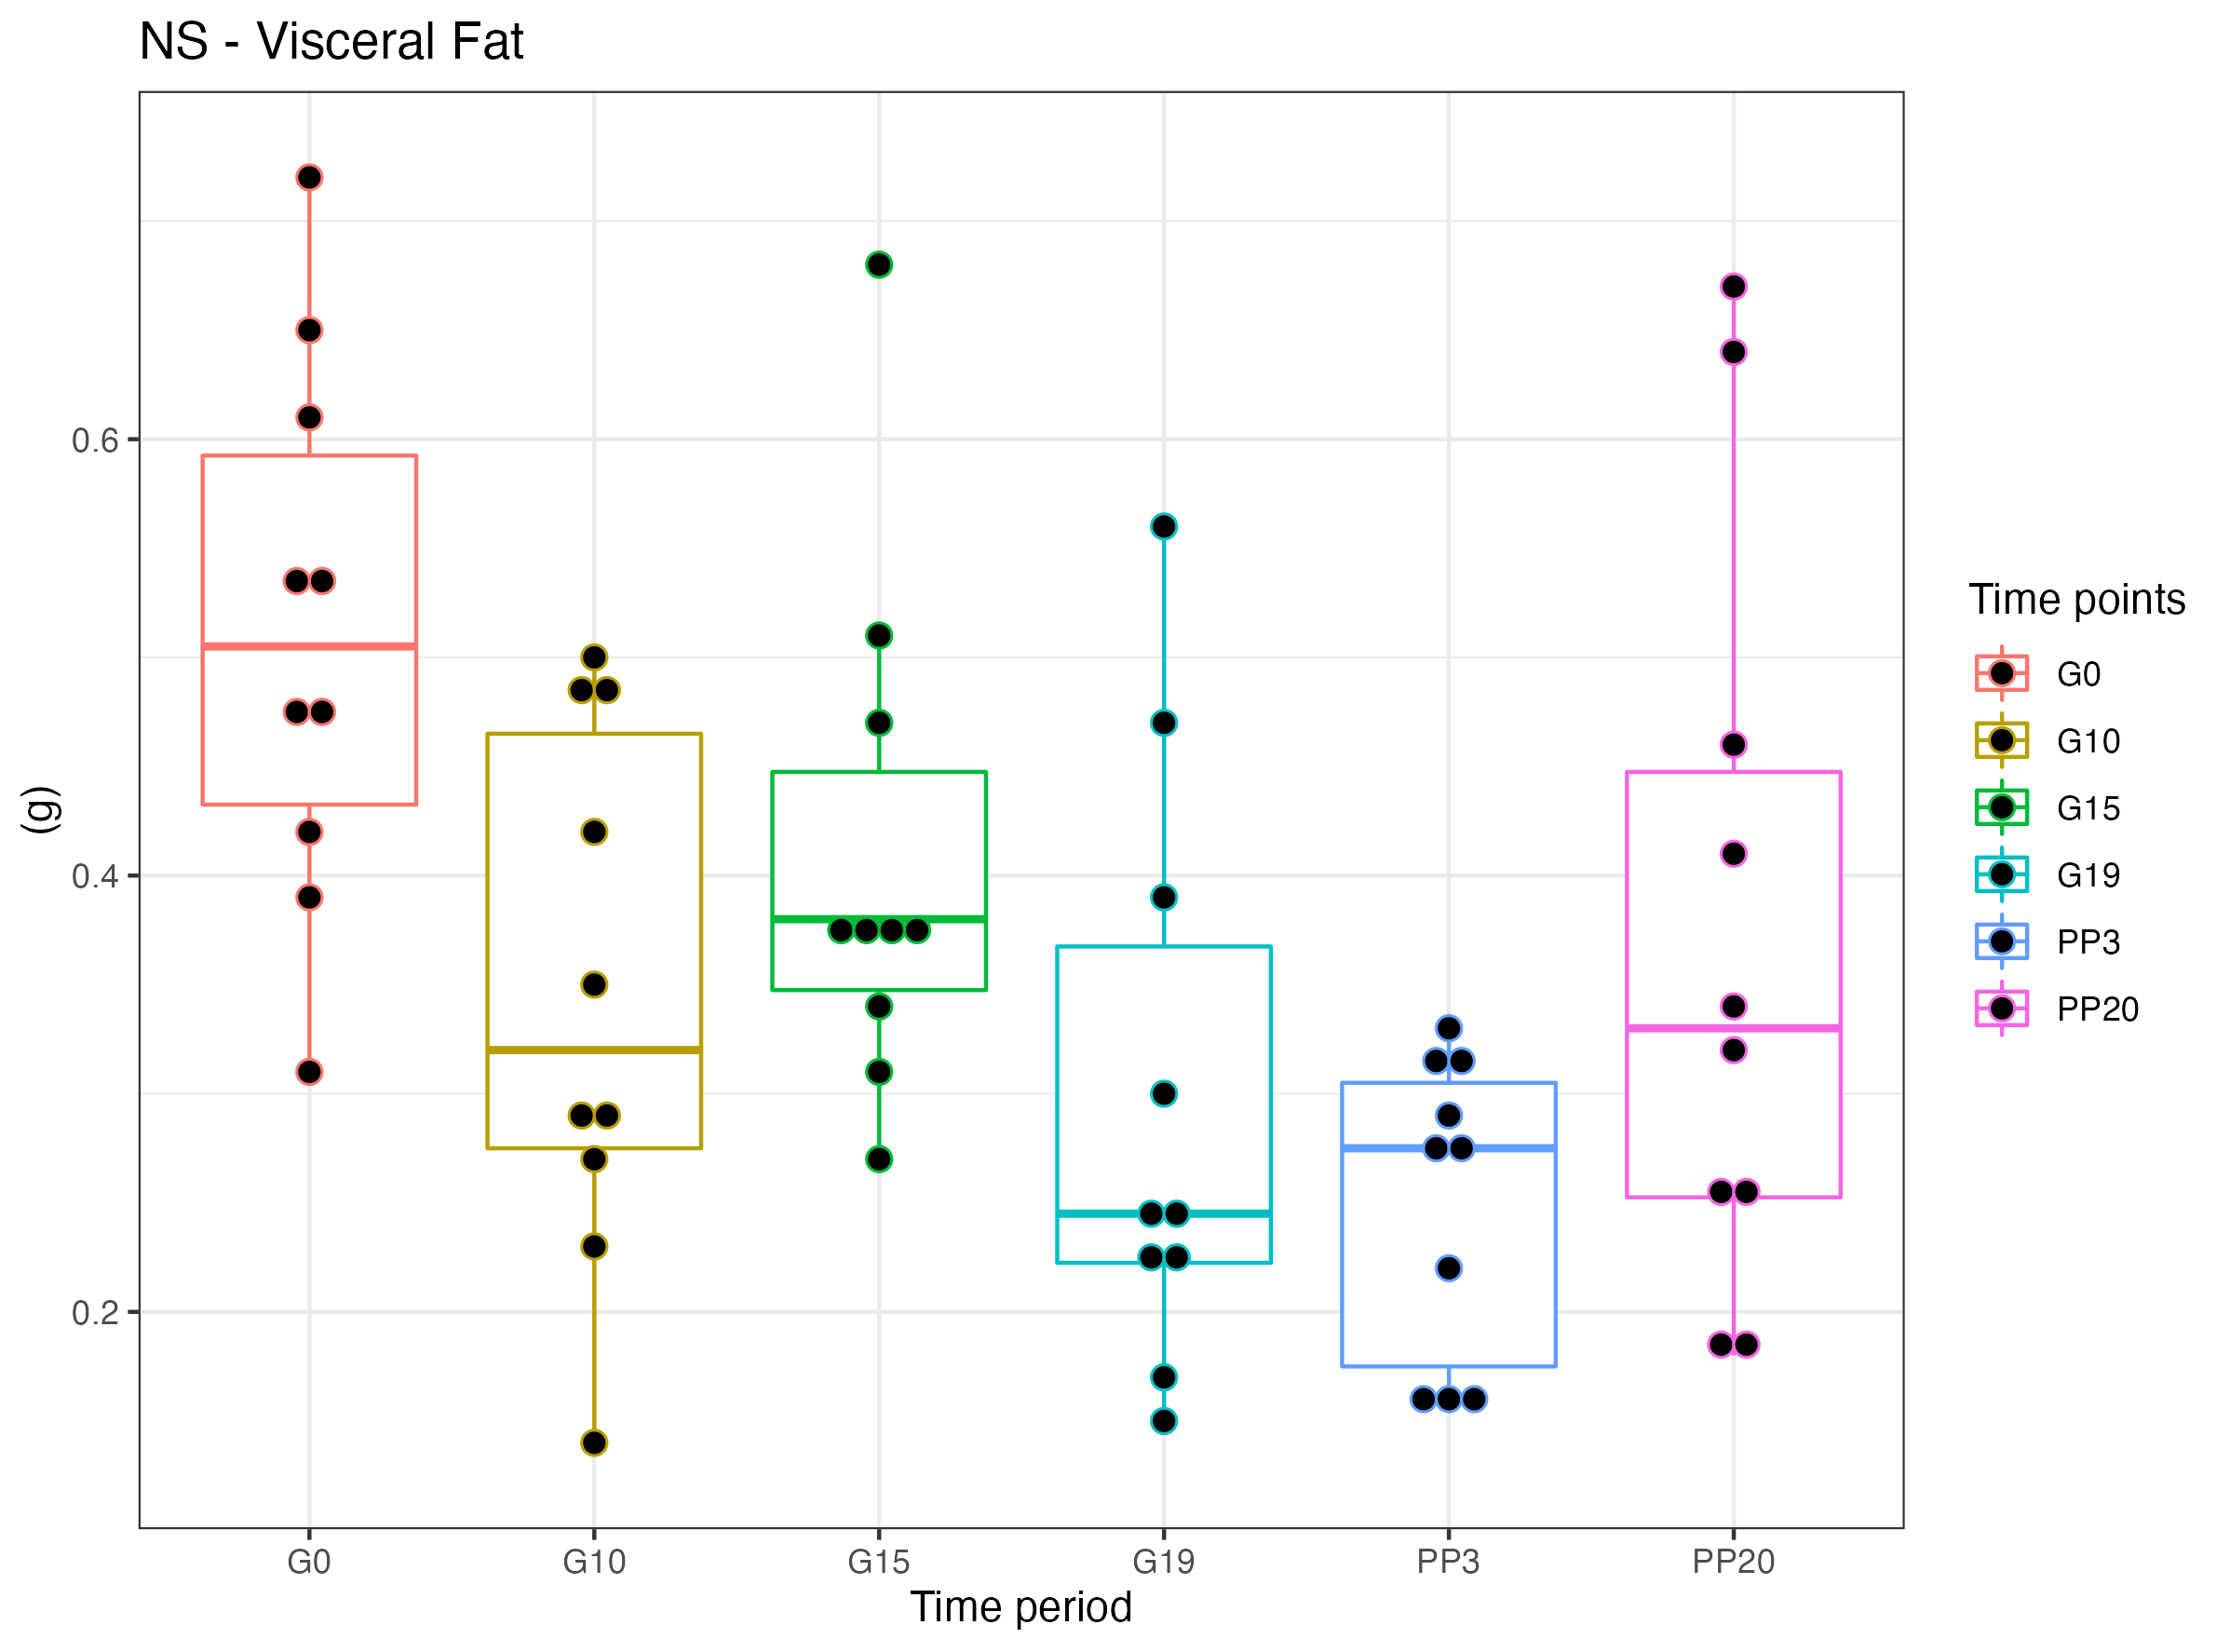 NS - Visceral Fat
(g)
0.6
0.4
0.2
G0 G10 G15 G19 PP3 PP20
Time period
Time points
G0
G10
G15
G19
PP3
PP20